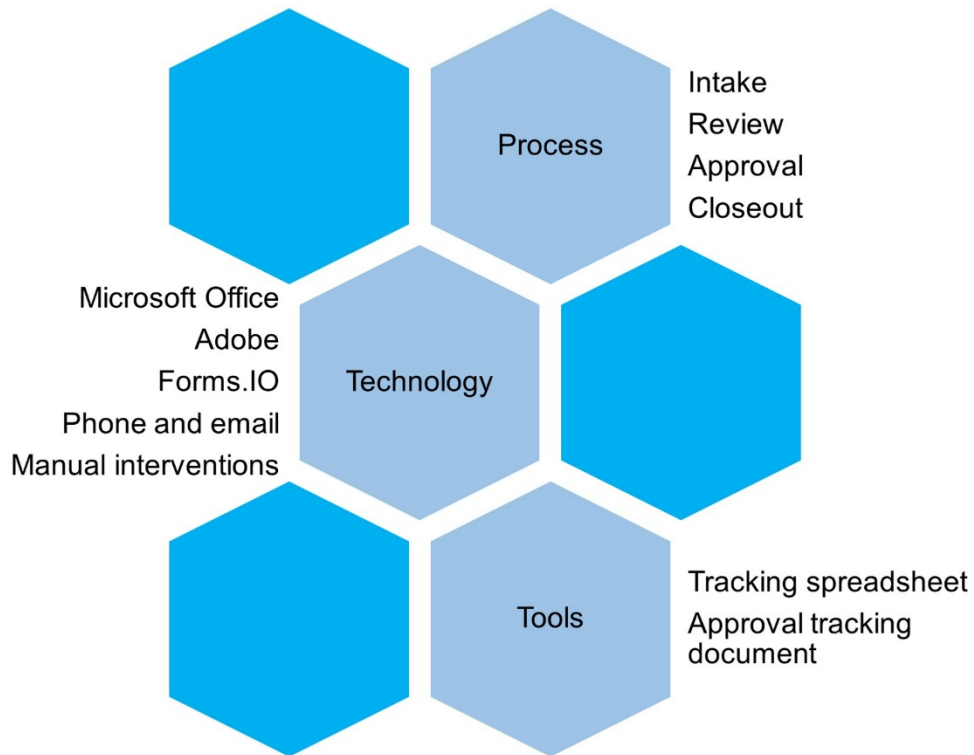 Process
Intake
Review
Approval
Closeout
Technology
Microsoft Office
Adobe
Forms.IO
Phone and email
Manual interventions
Tools
Tracking spreadsheet
Approval tracking
document